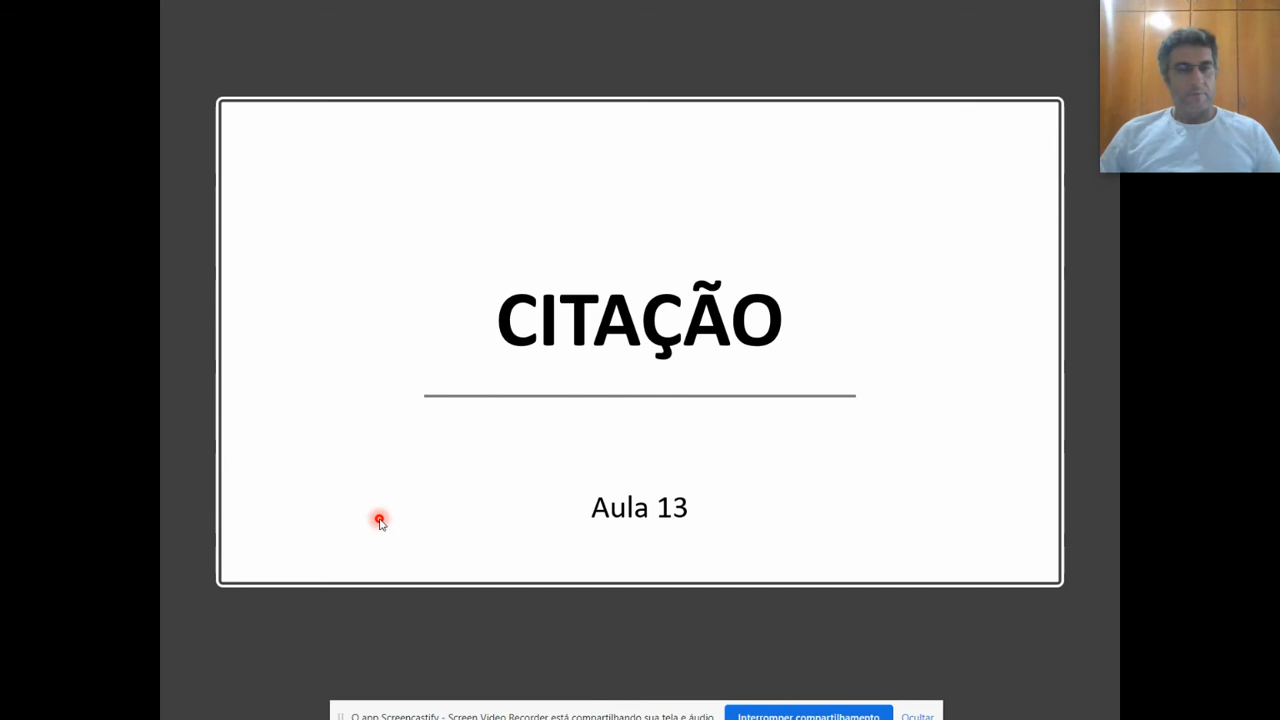 CITAÇÃO
Aula 13
O app Screencastify - Screen Video Recorder está compartilhando sua tela e áudio.
Interromper compartilhamento
Ocultar